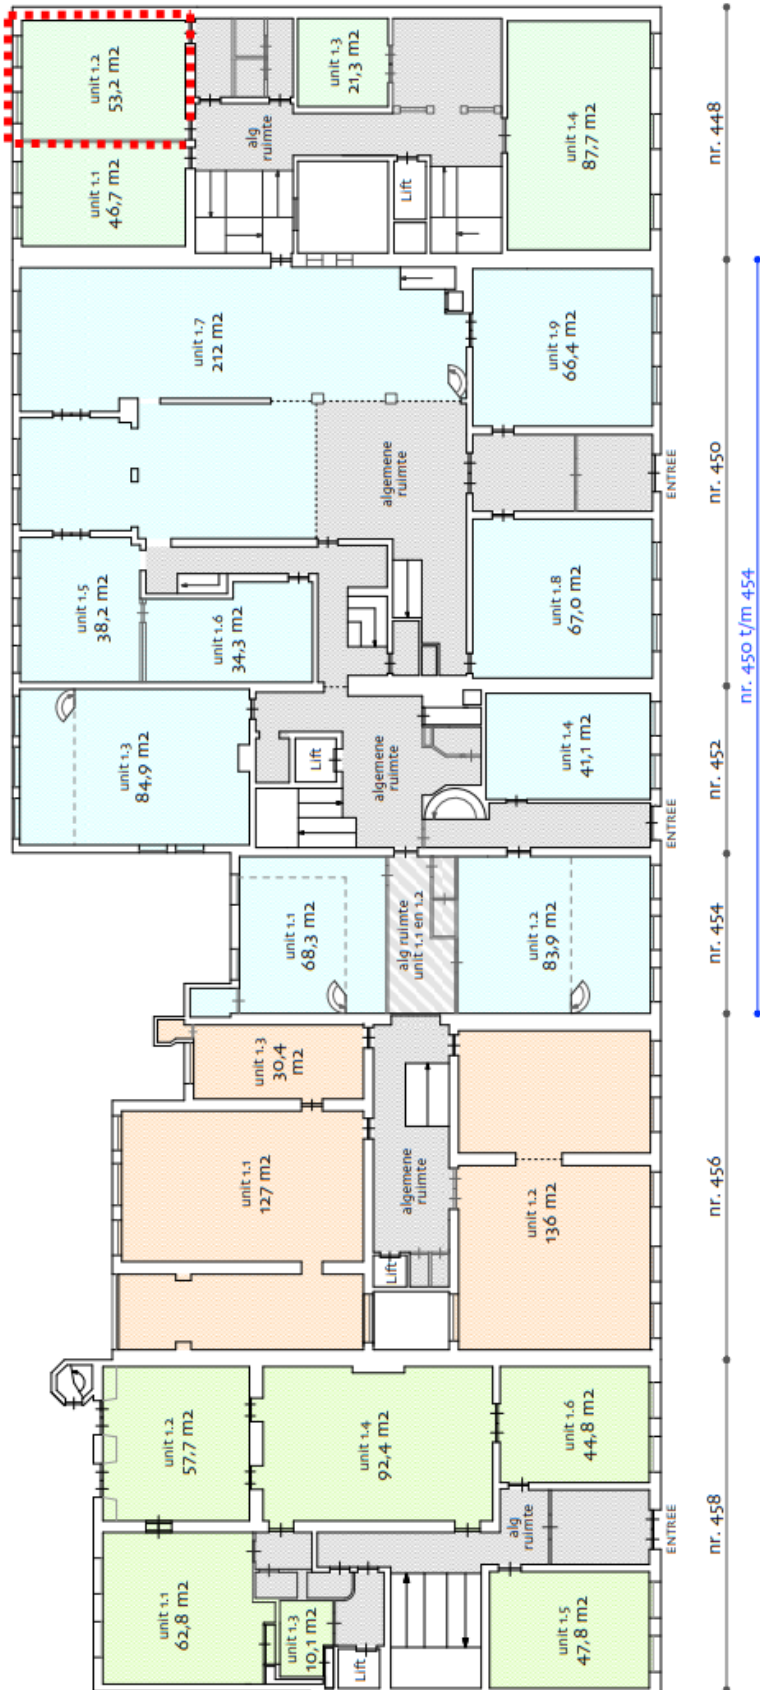 unit 1.2
53,2 m2
unit 1.1
46,7 m2
alg
ruimte
unit 1.3
21,3 m2
Lift
unit 1.4
87,7 m2
nr. 448
unit 1.7
212 m2
unit 1.9
66,4 m2
algemene
ruimte
ENTREE
nr. 450
unit 1.5
38,2 m2
unit 1.6
34,3 m2
unit 1.8
67,0 m2
nr. 450 t/m 454
unit 1.3
84,9 m2
Lift
algemene
ruimte
unit 1.4
41,1 m2
ENTREE
nr. 452
unit 1.1
68,3 m2
alg ruimte
unit 1.1 en 1.2
unit 1.2
83,9 m2
nr. 454
unit 1.3
30,4
m2
unit 1.1
127 m2
algemene
ruimte
Lift
unit 1.2
136 m2
nr. 456
unit 1.2
57,7 m2
unit 1.4
92,4 m2
unit 1.6
44,8 m2
alg
ruimte
ENTREE
nr. 458
unit 1.1
62,8 m2
unit 1.3
10,1 m2
Lift
unit 1.5
47,8 m2